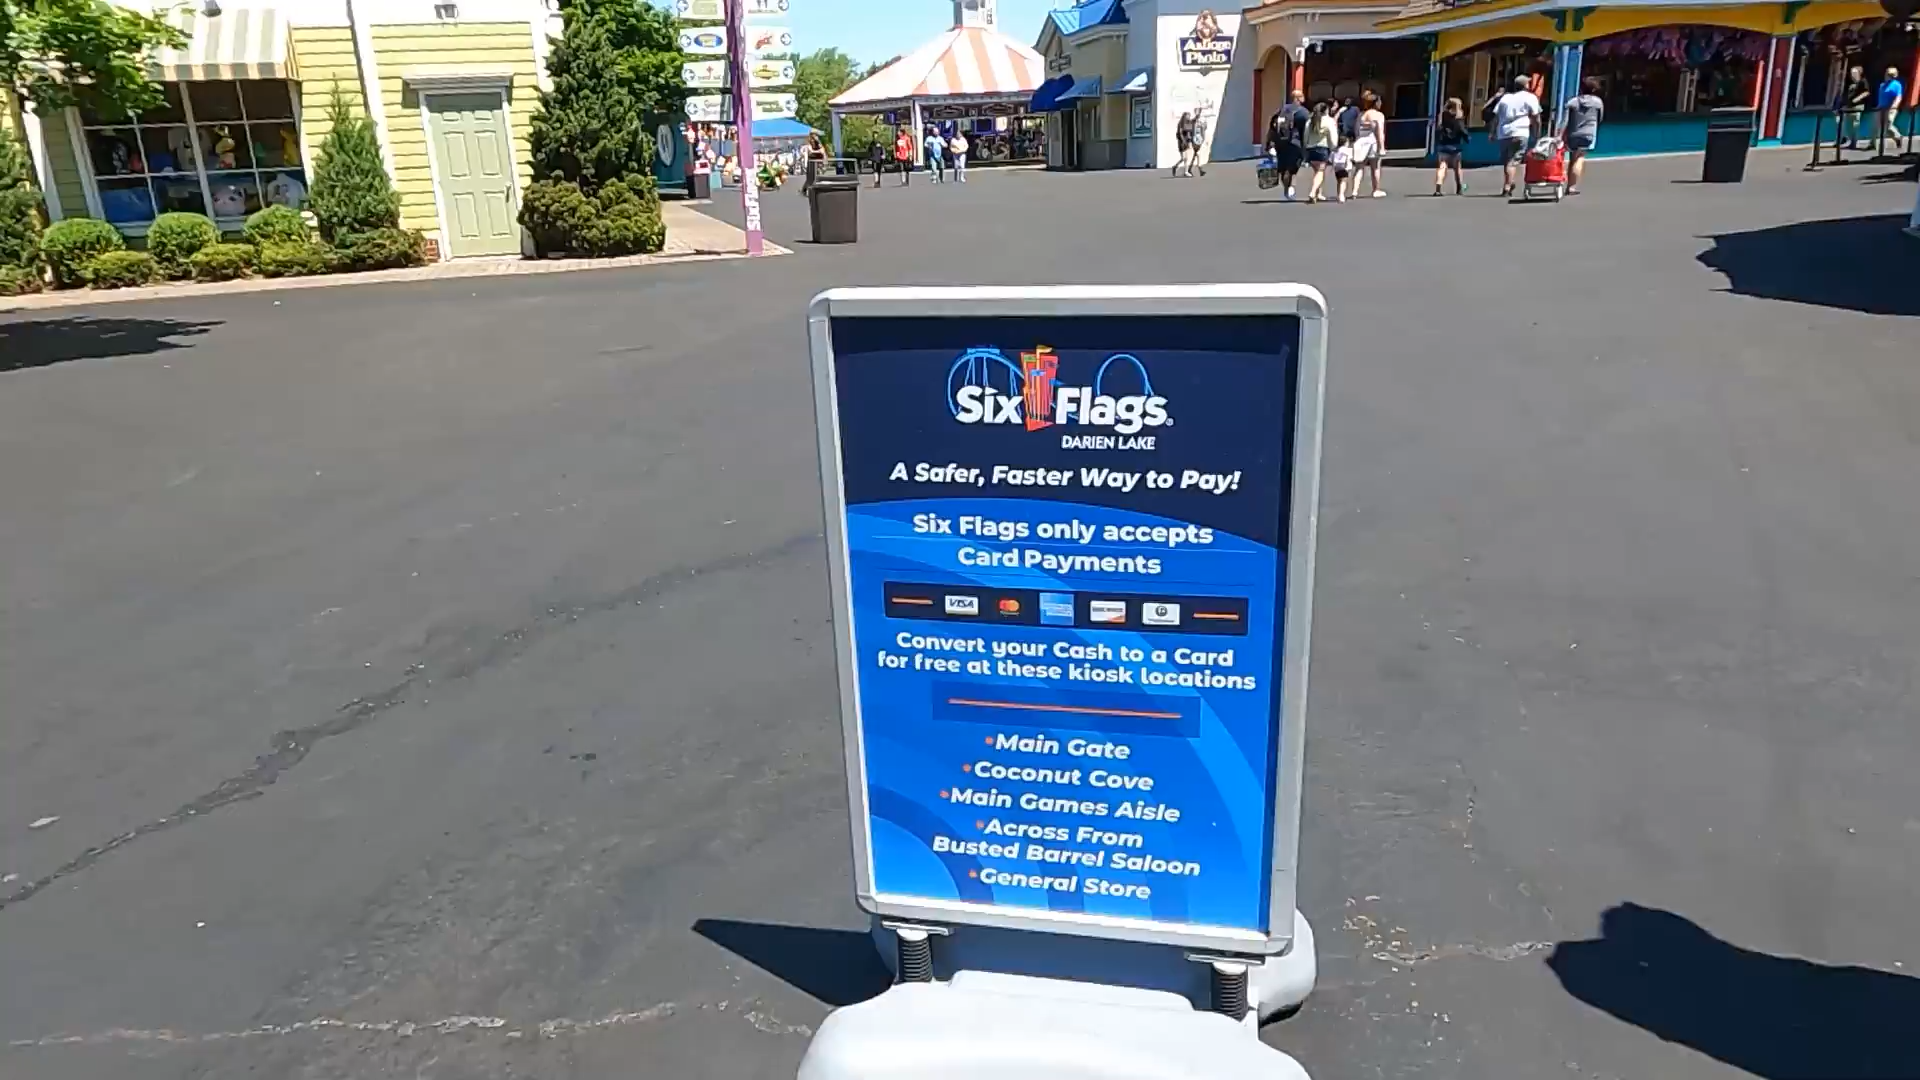 Antique
Photo
SIX FLAGS
Six Flags
DARIEN LAKE
A Safer, Faster Way to Pay!
Six Flags only accepts
Card Payments
VISA
Convert your Cash to a Card
for free at these kiosk locations
•Main Gate
•Coconut Cove
•Main Games Aisle
•Across From
Busted Barrel Saloon
•General Store